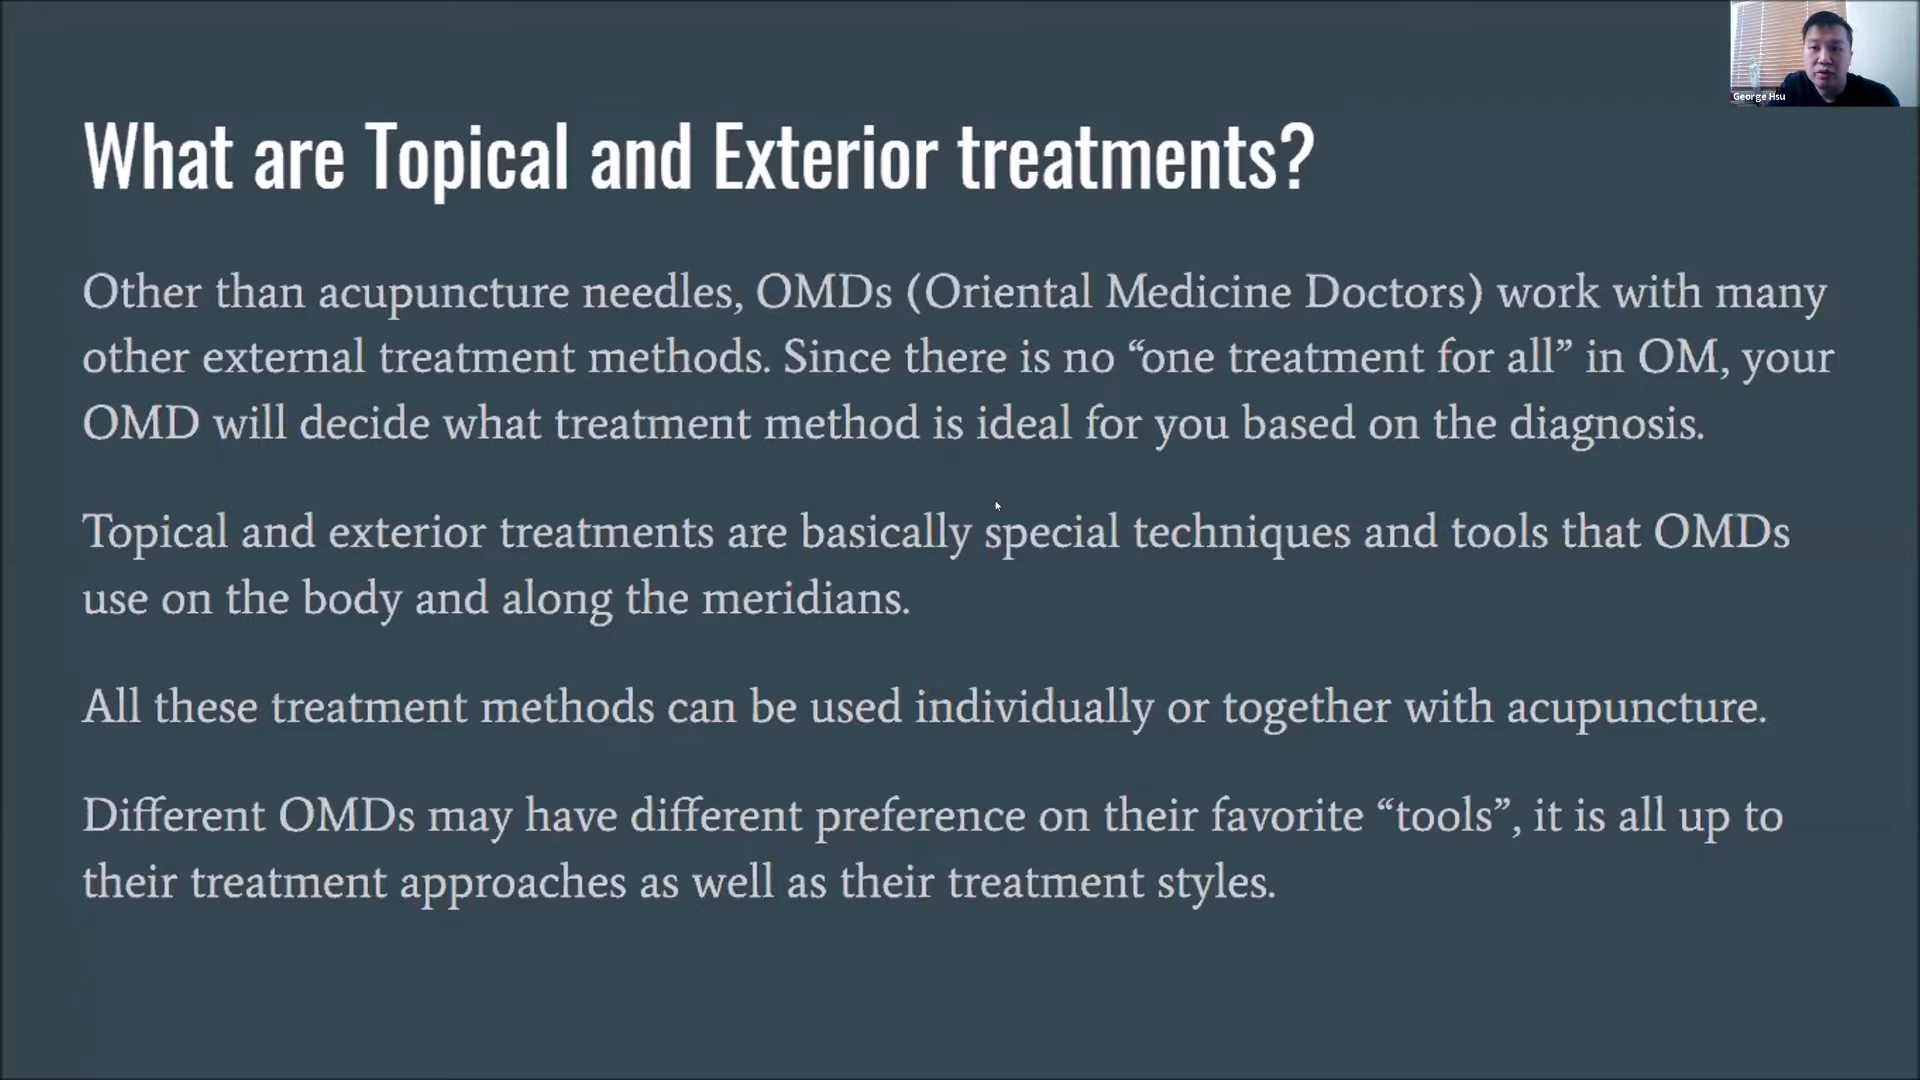 George Hsu
What are Topical and Exterior treatments?
Other than acupuncture needles, OMDs (Oriental Medicine Doctors) work with many
other external treatment methods. Since there is no “one treatment for all” in OM, your
OMD will decide what treatment method is ideal for you based on the diagnosis.
Topical and exterior treatments are basically special techniques and tools that OMDs
use on the body and along the meridians.
All these treatment methods can be used individually or together with acupuncture.
Different OMDs may have different preference on their favorite “tools”, it is all up to
their treatment approaches as well as their treatment styles.